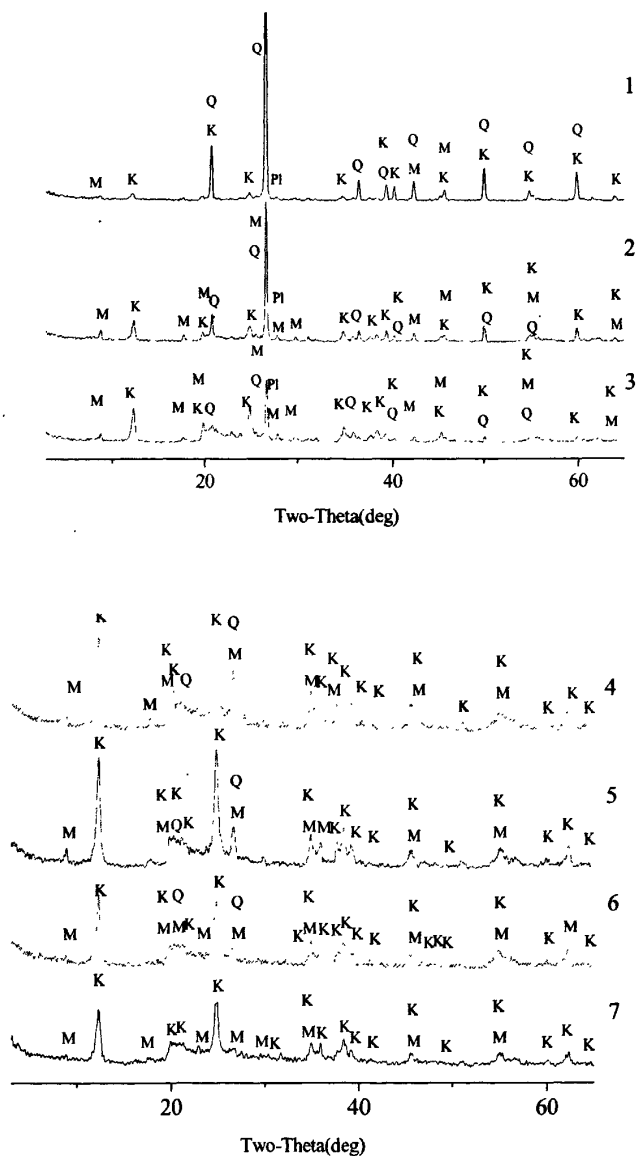 Q
Q Q M Q Q Q 1
K K K
M K K Q Q K M K K K K K
Pl
M 2
K
Q M K M K M K
Pl
M K M K Q K M M K Q K K K Q M K Q Q K M
M 3
K
M K Q Pl K K M K M K
M K M K Q K M M K Q K K Q M K Q Q K M
20 40 60
Two-Theta(deg)
K K Q
K K K K K K 4
M M K M Q M M K M K K M K M K K K
K K 5
K K Q K K K K
M M Q K M M M K K K M K M K K K
K K K Q K Q K K K 6
M M M K M M K M K K K K K M K K K M K M K
K K K K K K 7
M M K K M M M K M K K K M K M K K K
20 40 60
Two-Theta(deg)